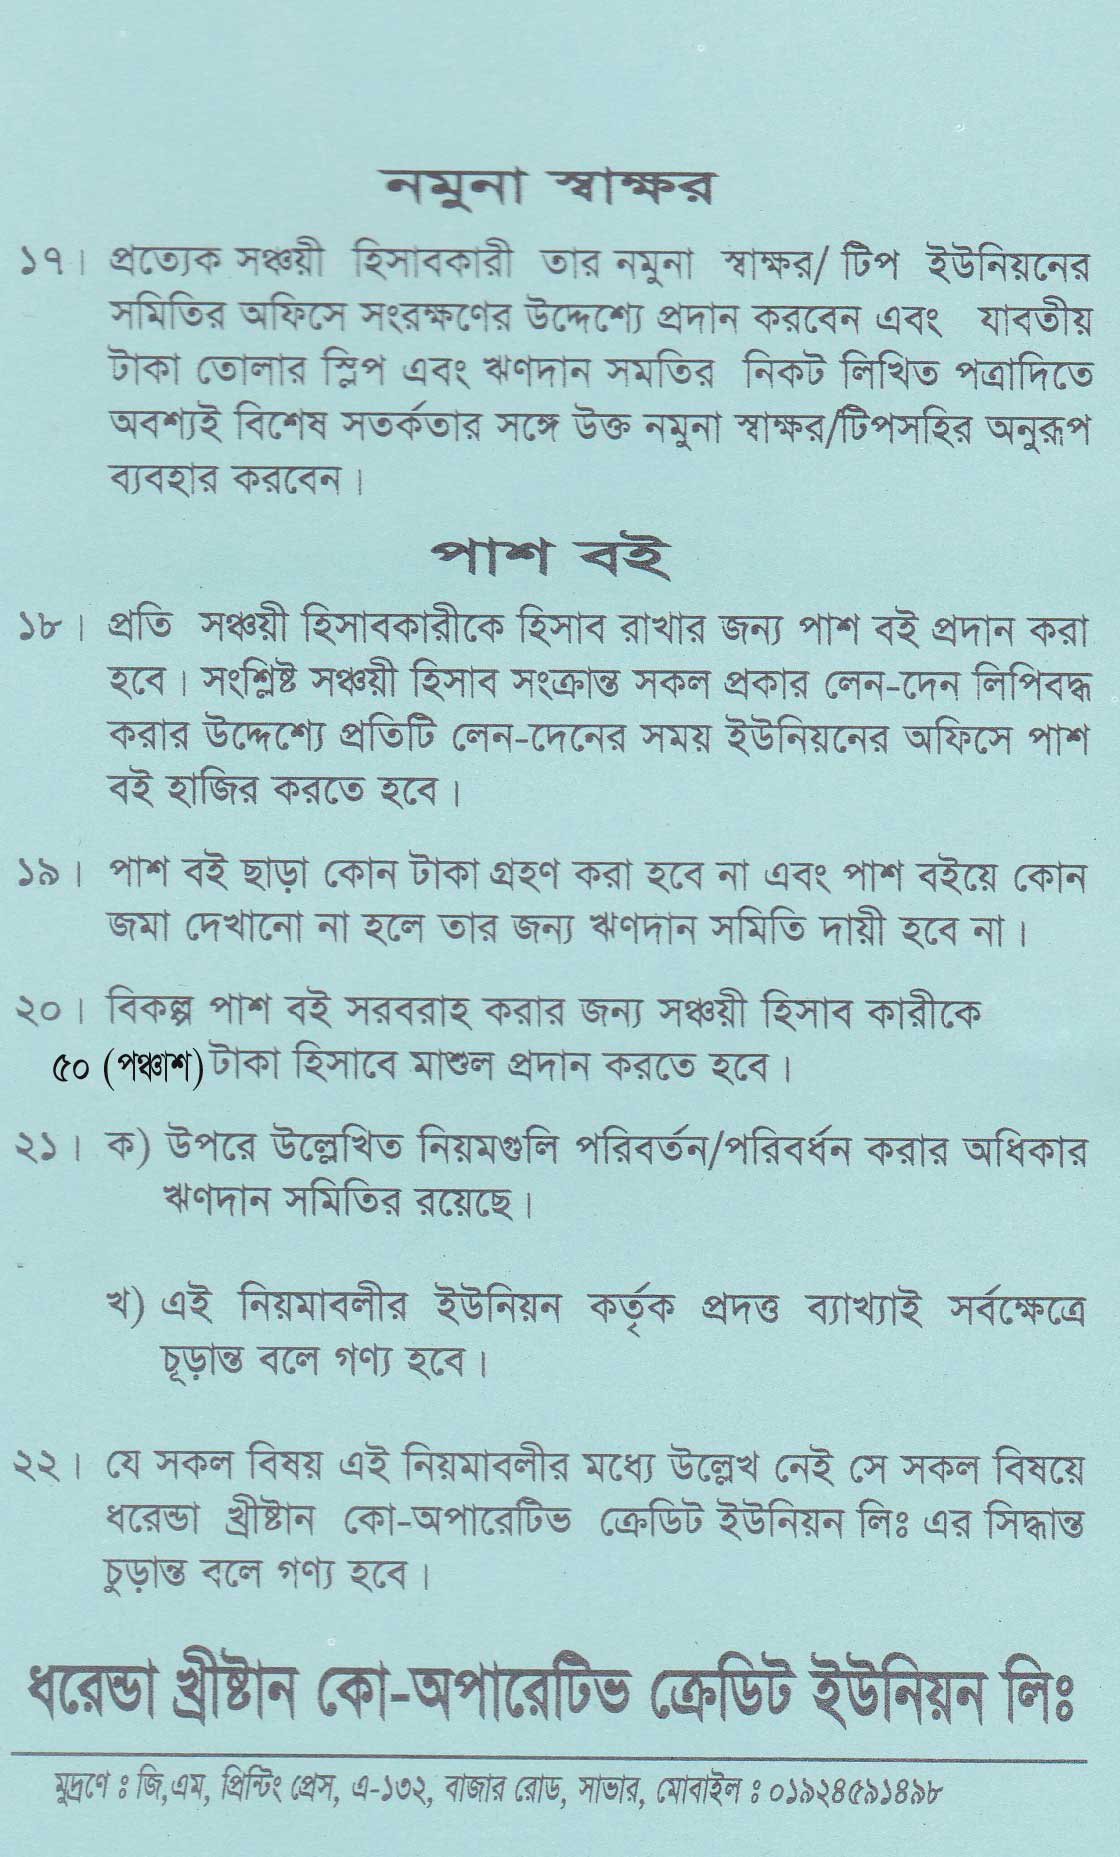 নমুনা স্বাক্ষর
১৭। প্রত্যেক সঞ্চয়ী হিসাবকারী তার নমুনা স্বাক্ষর/ টিপ ইউনিয়নের
সমিতির অফিসে সংরক্ষণের উদ্দেশ্যে প্রদান করবেন এবং যাবতীয়
টাকা তোলার স্লিপ এবং ঋণদান সমতির নিকট লিখিত পত্রাদিতে
অবশ্যই বিশেষ সতর্কতার সঙ্গে উক্ত নমুনা স্বাক্ষর/টিপসহির অনুরূপ
ব্যবহার করবেন।
পাশ বই
১৮। প্রতি সঞ্চয়ী হিসাবকারীকে হিসাব রাখার জন্য পাশ বই প্রদান করা
হবে। সংশ্লিষ্ট সঞ্চয়ী হিসাব সংক্রান্ত সকল প্রকার লেন-দেন লিপিবদ্ধ
করার উদ্দেশ্যে প্রতিটি লেন-দেনের সময় ইউনিয়নের অফিসে পাশ
বই হাজির করতে হবে।
১৯। পাশ বই ছাড়া কোন টাকা গ্রহণ করা হবে না এবং পাশ বইয়ে কোন
জমা দেখানো না হলে তার জন্য ঋণদান সমিতি দায়ী হবে না।
২০। বিকল্প পাশ বই সরবরাহ করার জন্য সঞ্চয়ী হিসাব কারীকে
৫০ (পঞ্চাশ) টাকা হিসাবে মাশুল প্রদান করতে হবে।
২১। ক) উপরে উল্লেখিত নিয়মগুলি পরিবর্তন/পরিবর্ধন করার অধিকার
ঋণদান সমিতির রয়েছে।
খ) এই নিয়মাবলীর ইউনিয়ন কর্তৃক প্রদত্ত ব্যাখ্যাই সর্বক্ষেত্রে
চূড়ান্ত বলে গণ্য হবে।
২২। যে সকল বিষয় এই নিয়মাবলীর মধ্যে উল্লেখ নেই সে সকল বিষয়ে
ধরেন্ডা খ্রীষ্টান কো-অপারেটিভ ক্রেডিট ইউনিয়ন লিঃ এর সিদ্ধান্ত
চুড়ান্ত বলে গণ্য হবে।
ধরেন্ডা খ্রীষ্টান কো-অপারেটিভ ক্রেডিট ইউনিয়ন লিঃ
মুদ্রণে ঃ জি,এম, প্রিন্টিং প্রেস, এ-১৩২, বাজার রোড, সাভার, মোবাইল ঃ ০১৯২৪৫৯১৪৯৮